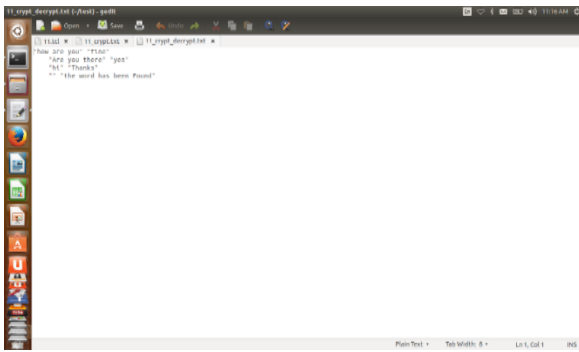 11_crypt_decrypt.txt (~/test) - gedit
11:16 AM
Open Save Undo
11.tcl 11_crypt.txt 11_crypt_decrypt.txt
"how are you" "fine"
"Are you there" "yes"
"hi" "Thanks"
"" "the word has been Found"
Plain Text Tab Width: 8 Ln 1, Col 1 INS